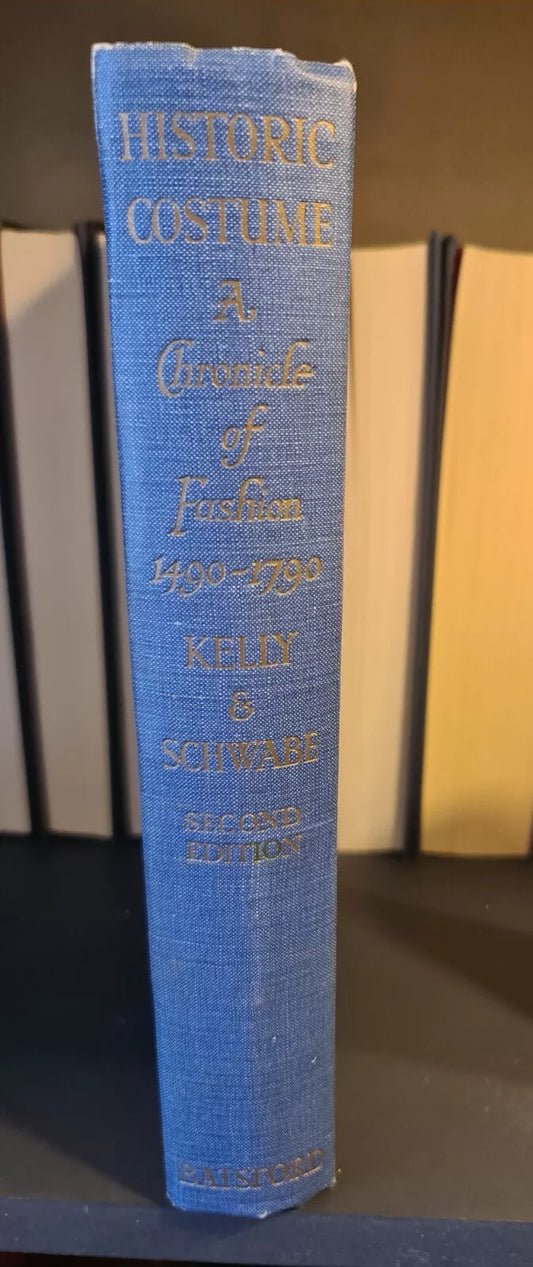 HISTORIC
COSTUME
A
Chronicle
of
Fashion
1490-1790
KELLY
&
SCHWABE
SECOND
EDITION
BATSFORD